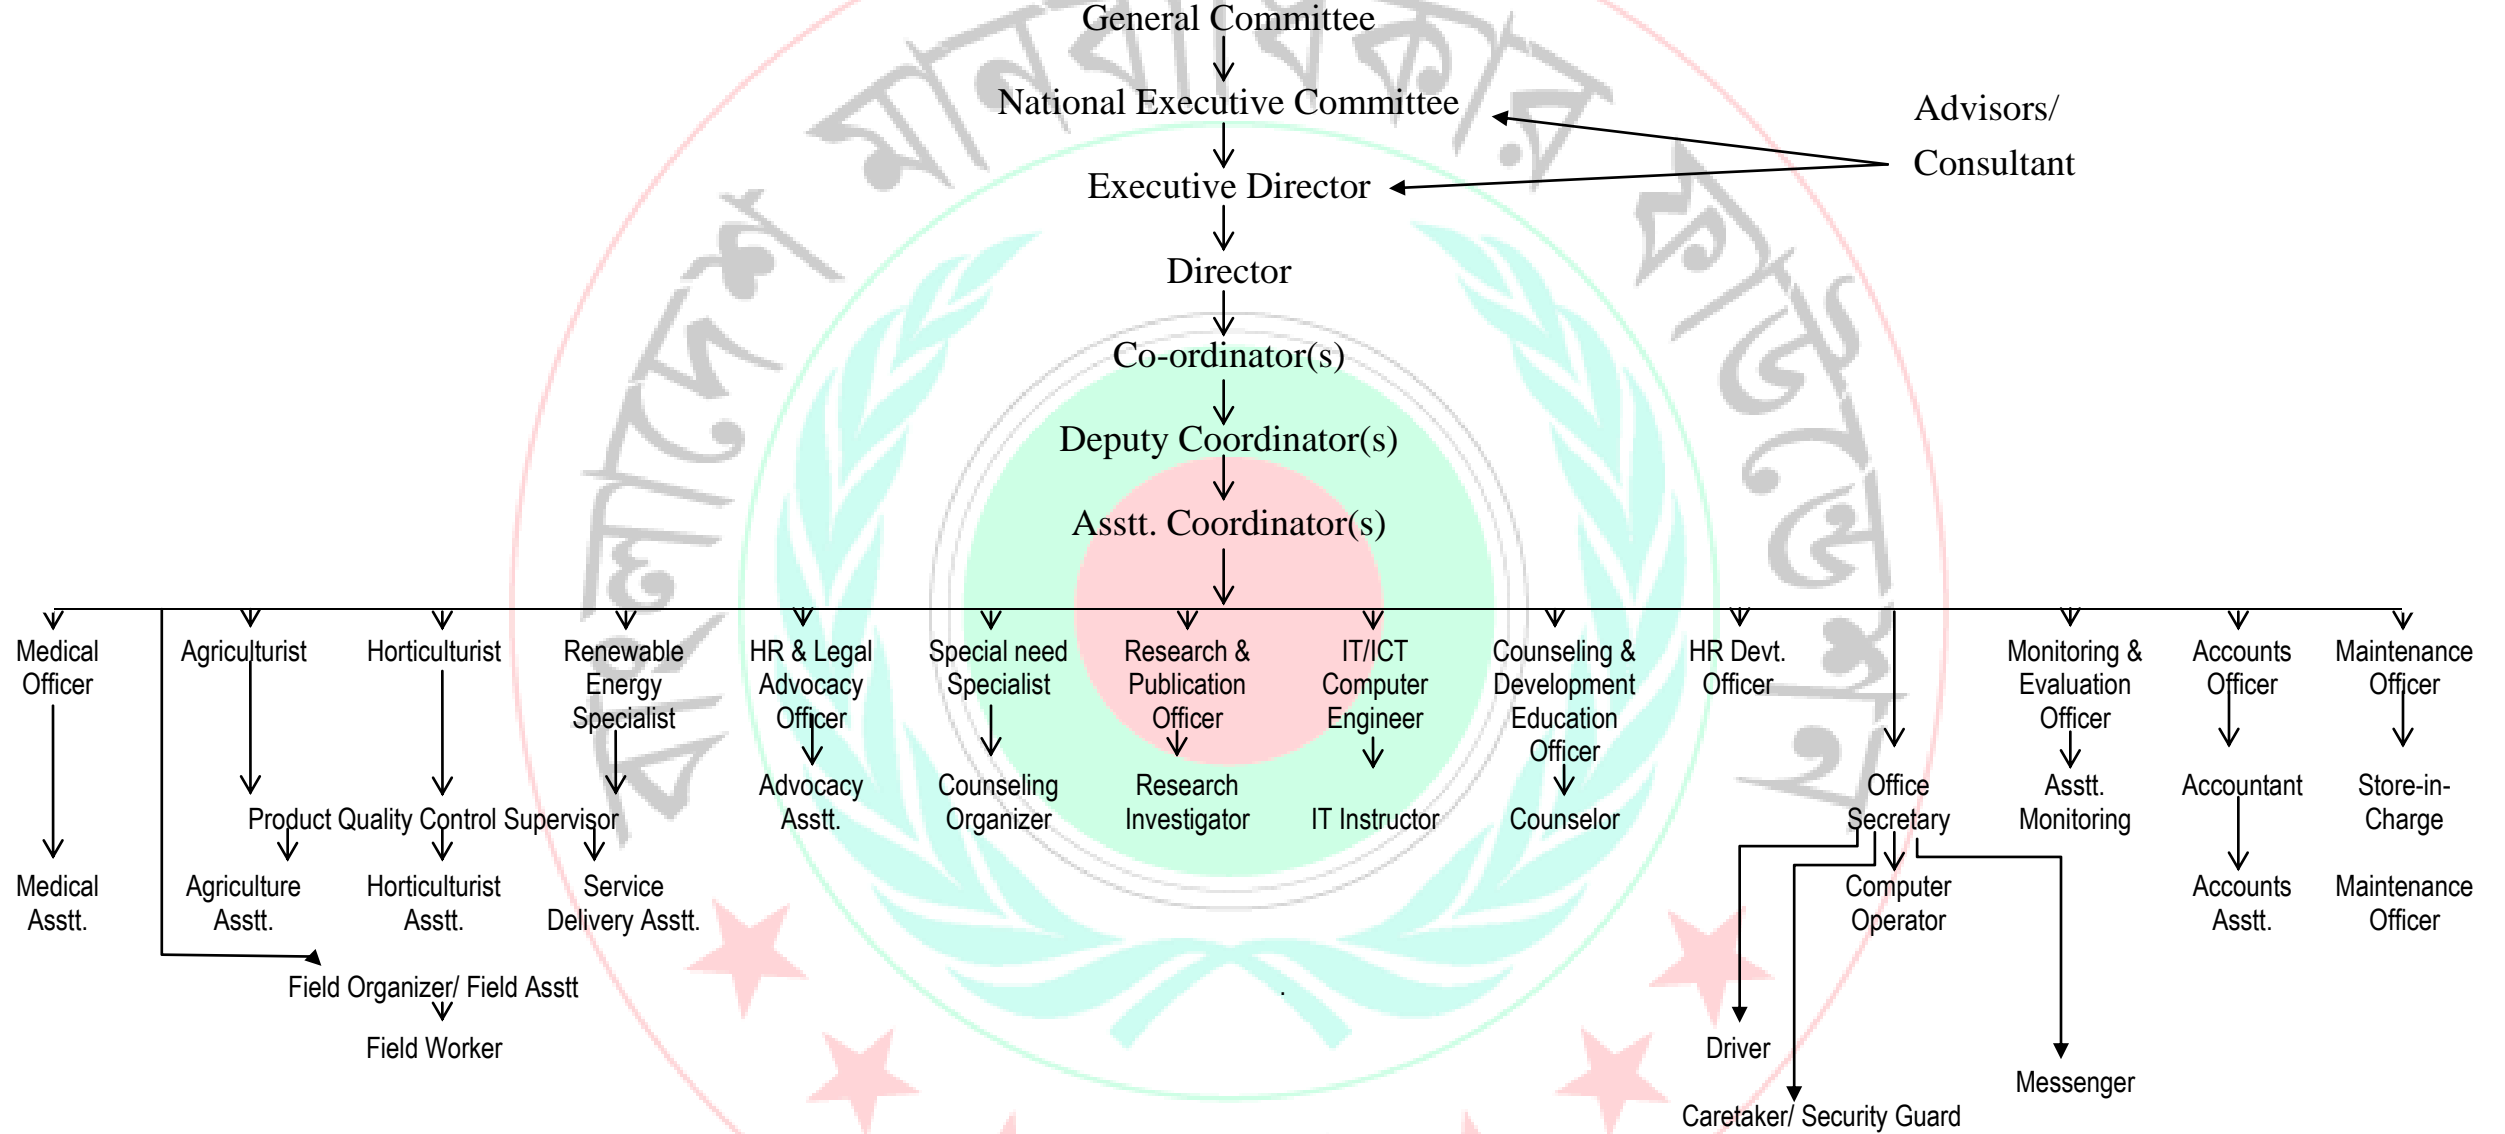 General Committee
National Executive Committee
Advisors/
Consultant
Executive Director
Director
Co-ordinator(s)
Deputy Coordinator(s)
Asstt. Coordinator(s)
Medical
Officer
Agriculturist
Horticulturist
Renewable
Energy
Specialist
HR & Legal
Advocacy
Officer
Special need
Specialist
Research &
Publication
Officer
IT/ICT
Computer
Engineer
Counseling &
Development
Education
Officer
HR Devt.
Officer
Monitoring &
Evaluation
Officer
Accounts
Officer
Maintenance
Officer
Product Quality Control Supervisor
Advocacy
Asstt.
Counseling
Organizer
Research
Investigator
IT Instructor
Counselor
Office
Secretary
Asstt.
Monitoring
Accountant
Store-in-
Charge
Medical
Asstt.
Agriculture
Asstt.
Horticulturist
Asstt.
Service
Delivery Asstt.
Computer
Operator
Accounts
Asstt.
Maintenance
Officer
Field Organizer/ Field Asstt
.
Field Worker
Driver
Messenger
Caretaker/ Security Guard
বাংলাদেশ মানবাধিকার ফাউন্ডেশন